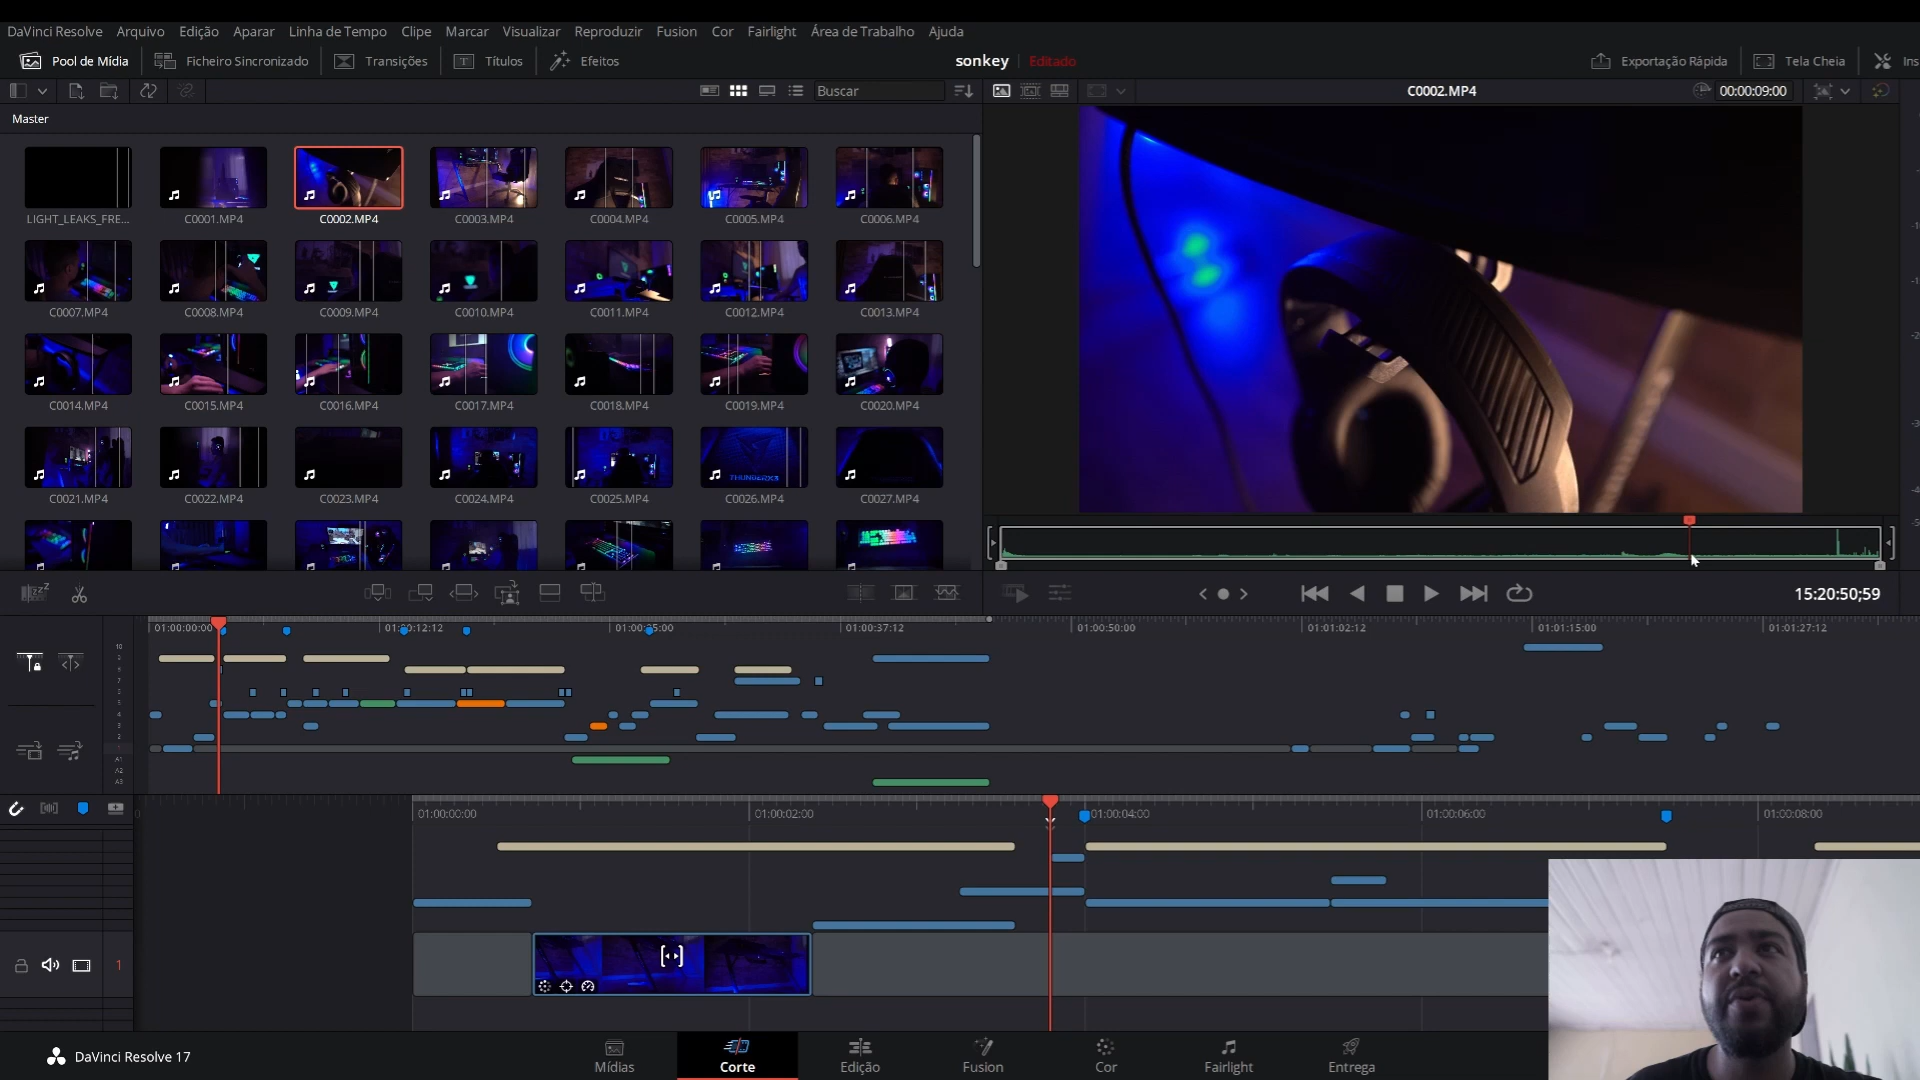 DaVinci Resolve Arquivo Edição Aparar Linha de Tempo Clipe Marcar Visualizar Reproduzir Fusion Cor Fairlight Área de Trabalho Ajuda
Pool de Mídia Ficheiro Sincronizado Transições Títulos Efeitos sonkey Editado Exportação Rápida Tela Cheia Ins
Buscar C0002.MP4 00:00:09:00
Master
LIGHT_LEAKS_FRE... C0001.MP4 C0002.MP4 C0003.MP4 C0004.MP4 C0005.MP4 C0006.MP4
C0007.MP4 C0008.MP4 C0009.MP4 C0010.MP4 C0011.MP4 C0012.MP4 C0013.MP4
C0014.MP4 C0015.MP4 C0016.MP4 C0017.MP4 C0018.MP4 C0019.MP4 C0020.MP4
THUNDERX3
C0021.MP4 C0022.MP4 C0023.MP4 C0024.MP4 C0025.MP4 C0026.MP4 C0027.MP4
15:20:50;59
01:00:00:00 01:00:12:12 01:00:25:00 01:00:37:12 01:00:50:00 01:01:02:12 01:01:15:00 01:01:27:12
01:00:00:00 01:00:02:00 01:00:04:00 01:00:06:00 01:00:08:00
1
DaVinci Resolve 17 Mídias Corte Edição Fusion Cor Fairlight Entrega